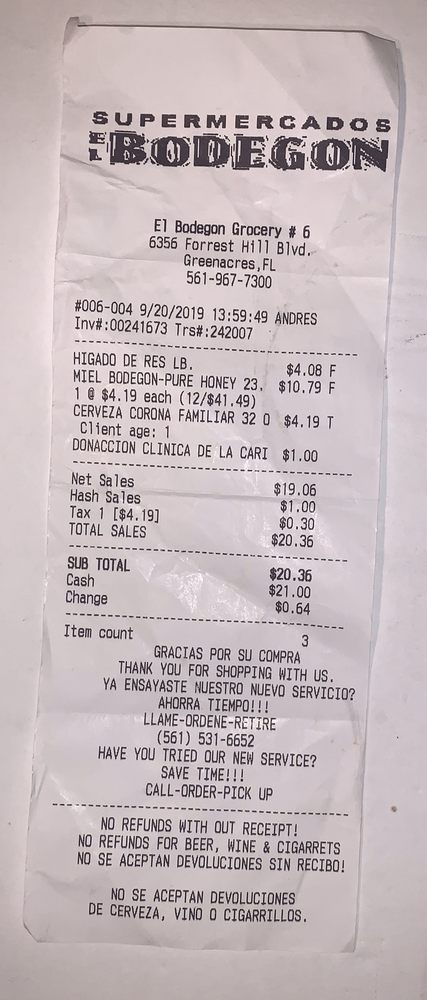 SUPERMERCADOS
EL BODEGON
El Bodegon Grocery # 6
6356 Forrest Hill Blvd.
Greenacres,FL
561-967-7300
#006-004 9/20/2019 13:59:49 ANDRES
Inv#:00241673 Trs#:242007
HIGADO DE RES LB. $4.08 F
MIEL BODEGON-PURE HONEY 23. $10.79 F
1 @ $4.19 each (12/$41.49)
CERVEZA CORONA FAMILIAR 32 O $4.19 T
Client age: 1
DONACCION CLINICA DE LA CARI $1.00
Net Sales $19.06
Hash Sales $1.00
Tax 1 [$4.19] $0.30
TOTAL SALES $20.36
SUB TOTAL $20.36
Cash $21.00
Change $0.64
Item count 3
GRACIAS POR SU COMPRA
THANK YOU FOR SHOPPING WITH US.
YA ENSAYASTE NUESTRO NUEVO SERVICIO?
AHORRA TIEMPO!!!
LLAME-ORDENE-RETIRE
(561) 531-6652
HAVE YOU TRIED OUR NEW SERVICE?
SAVE TIME!!!
CALL-ORDER-PICK UP
NO REFUNDS WITH OUT RECEIPT!
NO REFUNDS FOR BEER, WINE & CIGARRETS
NO SE ACEPTAN DEVOLUCIONES SIN RECIBO!
NO SE ACEPTAN DEVOLUCIONES
DE CERVEZA, VINO O CIGARRILLOS.